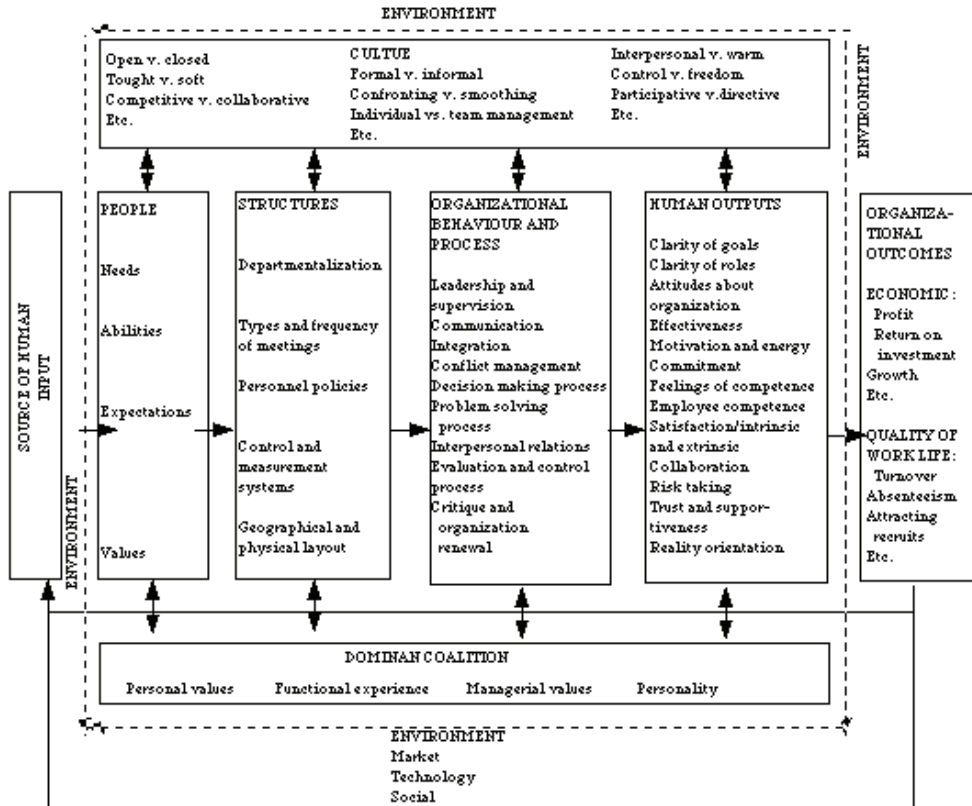 ENVIRONMENT
Open v. closed
Tought v. soft
Competitive v. collaborative
Etc.
CULTUE
Formal v. informal
Confronting v. smoothing
Individual vs. team management
Etc.
Interpersonal v. warm
Control v. freedom
Participative v.directive
Etc.
ENVIRONMENT
SOURCE OF HUMAN
INPUT
ENVIRONMENT
PEOPLE
Needs
Abilities
Expectations
Values
STRUCTURES
Departmentalization
Types and frequency
of meetings
Personnel policies
Control and
measurement
systems
Geographical and
physical layout
ORGANIZATIONAL
BEHAVIOUR AND
PROCESS
Leadership and
supervision
Communication
Integration
Conflict management
Decision making process
Problem solving
process
Interpersonal relations
Evaluation and control
process
Critique and
organization
renewal
HUMAN OUTPUTS
Clarity of goals
Clarity of roles
Attitudes about
organization
Effectiveness
Motivation and energy
Commitment
Feelings of competence
Employee competence
Satisfaction/intrinsic
and extrinsic
Collaboration
Risk taking
Trust and suppor-
tiveness
Reality orientation
ORGANIZA-
TIONAL
OUTCOMES
ECONOMIC:
Profit
Return on
investment
Growth
Etc.
QUALITY OF
WORK LIFE:
Turnover
Absenteeism
Attracting
recruits
Etc.
DOMINAN COALITION
Personal values
Functional experience
Managerial values
Personality
ENVIRONMENT
Market
Technology
Social